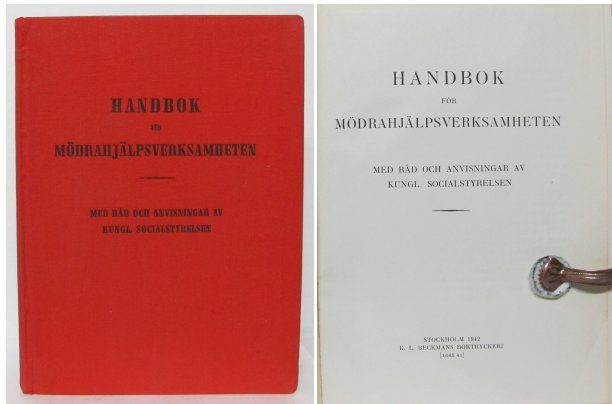 HANDBOK
FÖR
MÖDRAHJÄLPSVERKSAMHETEN
MED RÅD OCH ANVISNINGAR AV
KUNGL. SOCIALSTYRELSEN
HANDBOK
FÖR
MÖDRAHJÄLPSVERKSAMHETEN
MED RÅD OCH ANVISNINGAR AV
KUNGL. SOCIALSTYRELSEN
STOCKHOLM 1942
K. L. BECKMANS BOKTRYCKERI